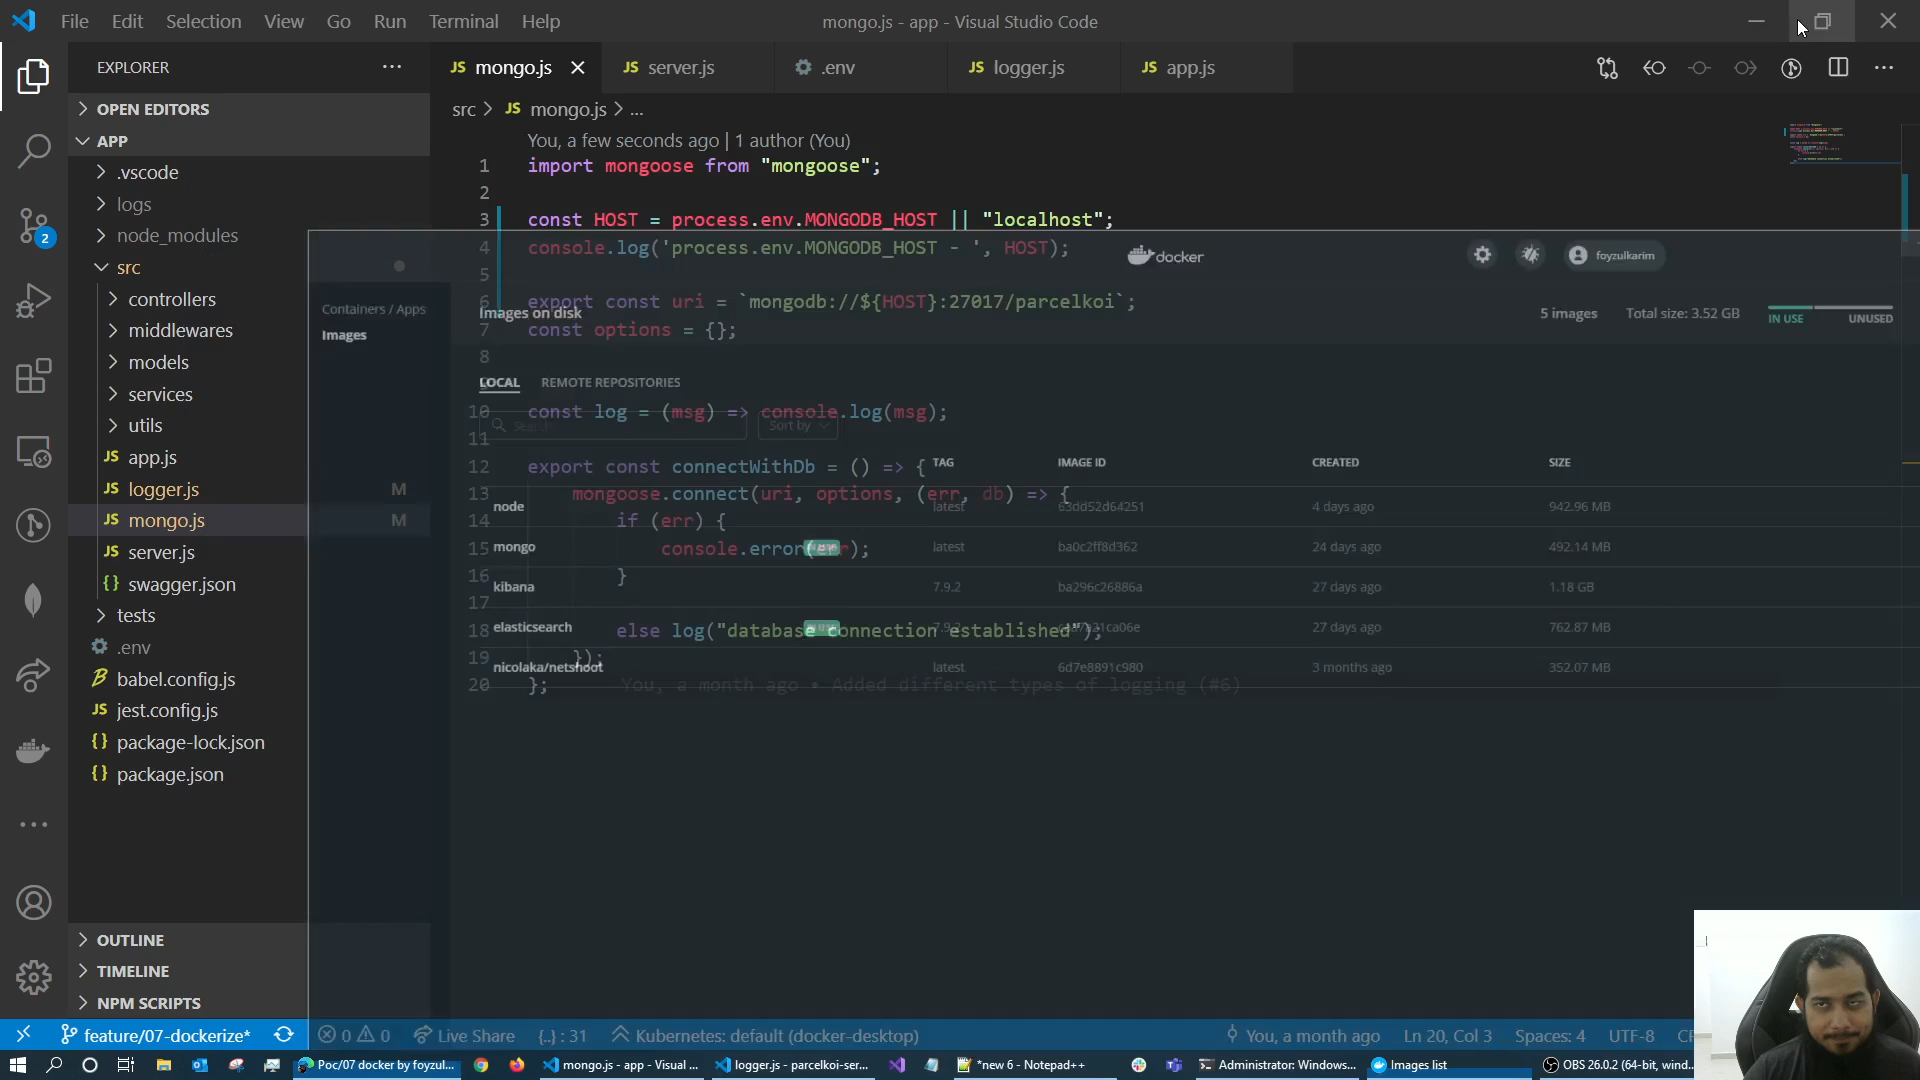 File Edit Selection View Go Run Terminal Help
mongo.js - app - Visual Studio Code
EXPLORER
mongo.js
server.js
.env
logger.js
app.js
OPEN EDITORS
APP
.vscode
logs
node_modules
src
controllers
middlewares
models
services
utils
app.js
logger.js M
mongo.js M
server.js
swagger.json
tests
.env
babel.config.js
jest.config.js
package-lock.json
package.json
OUTLINE
TIMELINE
NPM SCRIPTS
src > JS mongo.js > ...
You, a few seconds ago | 1 author (You)
1 import mongoose from "mongoose";
2
3 const HOST = process.env.MONGODB_HOST || "localhost";
4 console.log('process.env.MONGODB_HOST - ', HOST);
5
6 export const uri = `mongodb://${HOST}:27017/parcelkoi`;
7 const options = {};
8
10 const log = (msg) => console.log(msg);
11
12 export const connectWithDb = () => {
13 mongoose.connect(uri, options, (err, db) => {
14 if (err) {
15 console.error(err);
16 }
17
18 else log("database connection established");
19 });
20 };
You, a month ago • Added different types of logging (#6)
docker
foyzulkarim
Containers / Apps
Images
Images on disk
5 images
Total size: 3.52 GB
IN USE
UNUSED
LOCAL
REMOTE REPOSITORIES
Search
Sort by
TAG IMAGE ID CREATED SIZE
node latest 63dd52d64251 4 days ago 942.96 MB
mongo latest ba0c2ff8d362 24 days ago 492.14 MB
kibana 7.9.2 ba296c26886a 27 days ago 1.18 GB
elasticsearch 27 days ago 762.87 MB
nicolaka/netshoot latest 6d7e8891c980 3 months ago 352.07 MB
2
feature/07-dockerize*
0 0
Live Share
{..} : 31
Kubernetes: default (docker-desktop)
You, a month ago
Ln 20, Col 3
Spaces: 4
UTF-8
Poc/07 docker by foyzul...
mongo.js - app - Visual ...
logger.js - parcelkoi-ser...
*new 6 - Notepad++
Administrator: Windows...
Images list
OBS 26.0.2 (64-bit, wind...